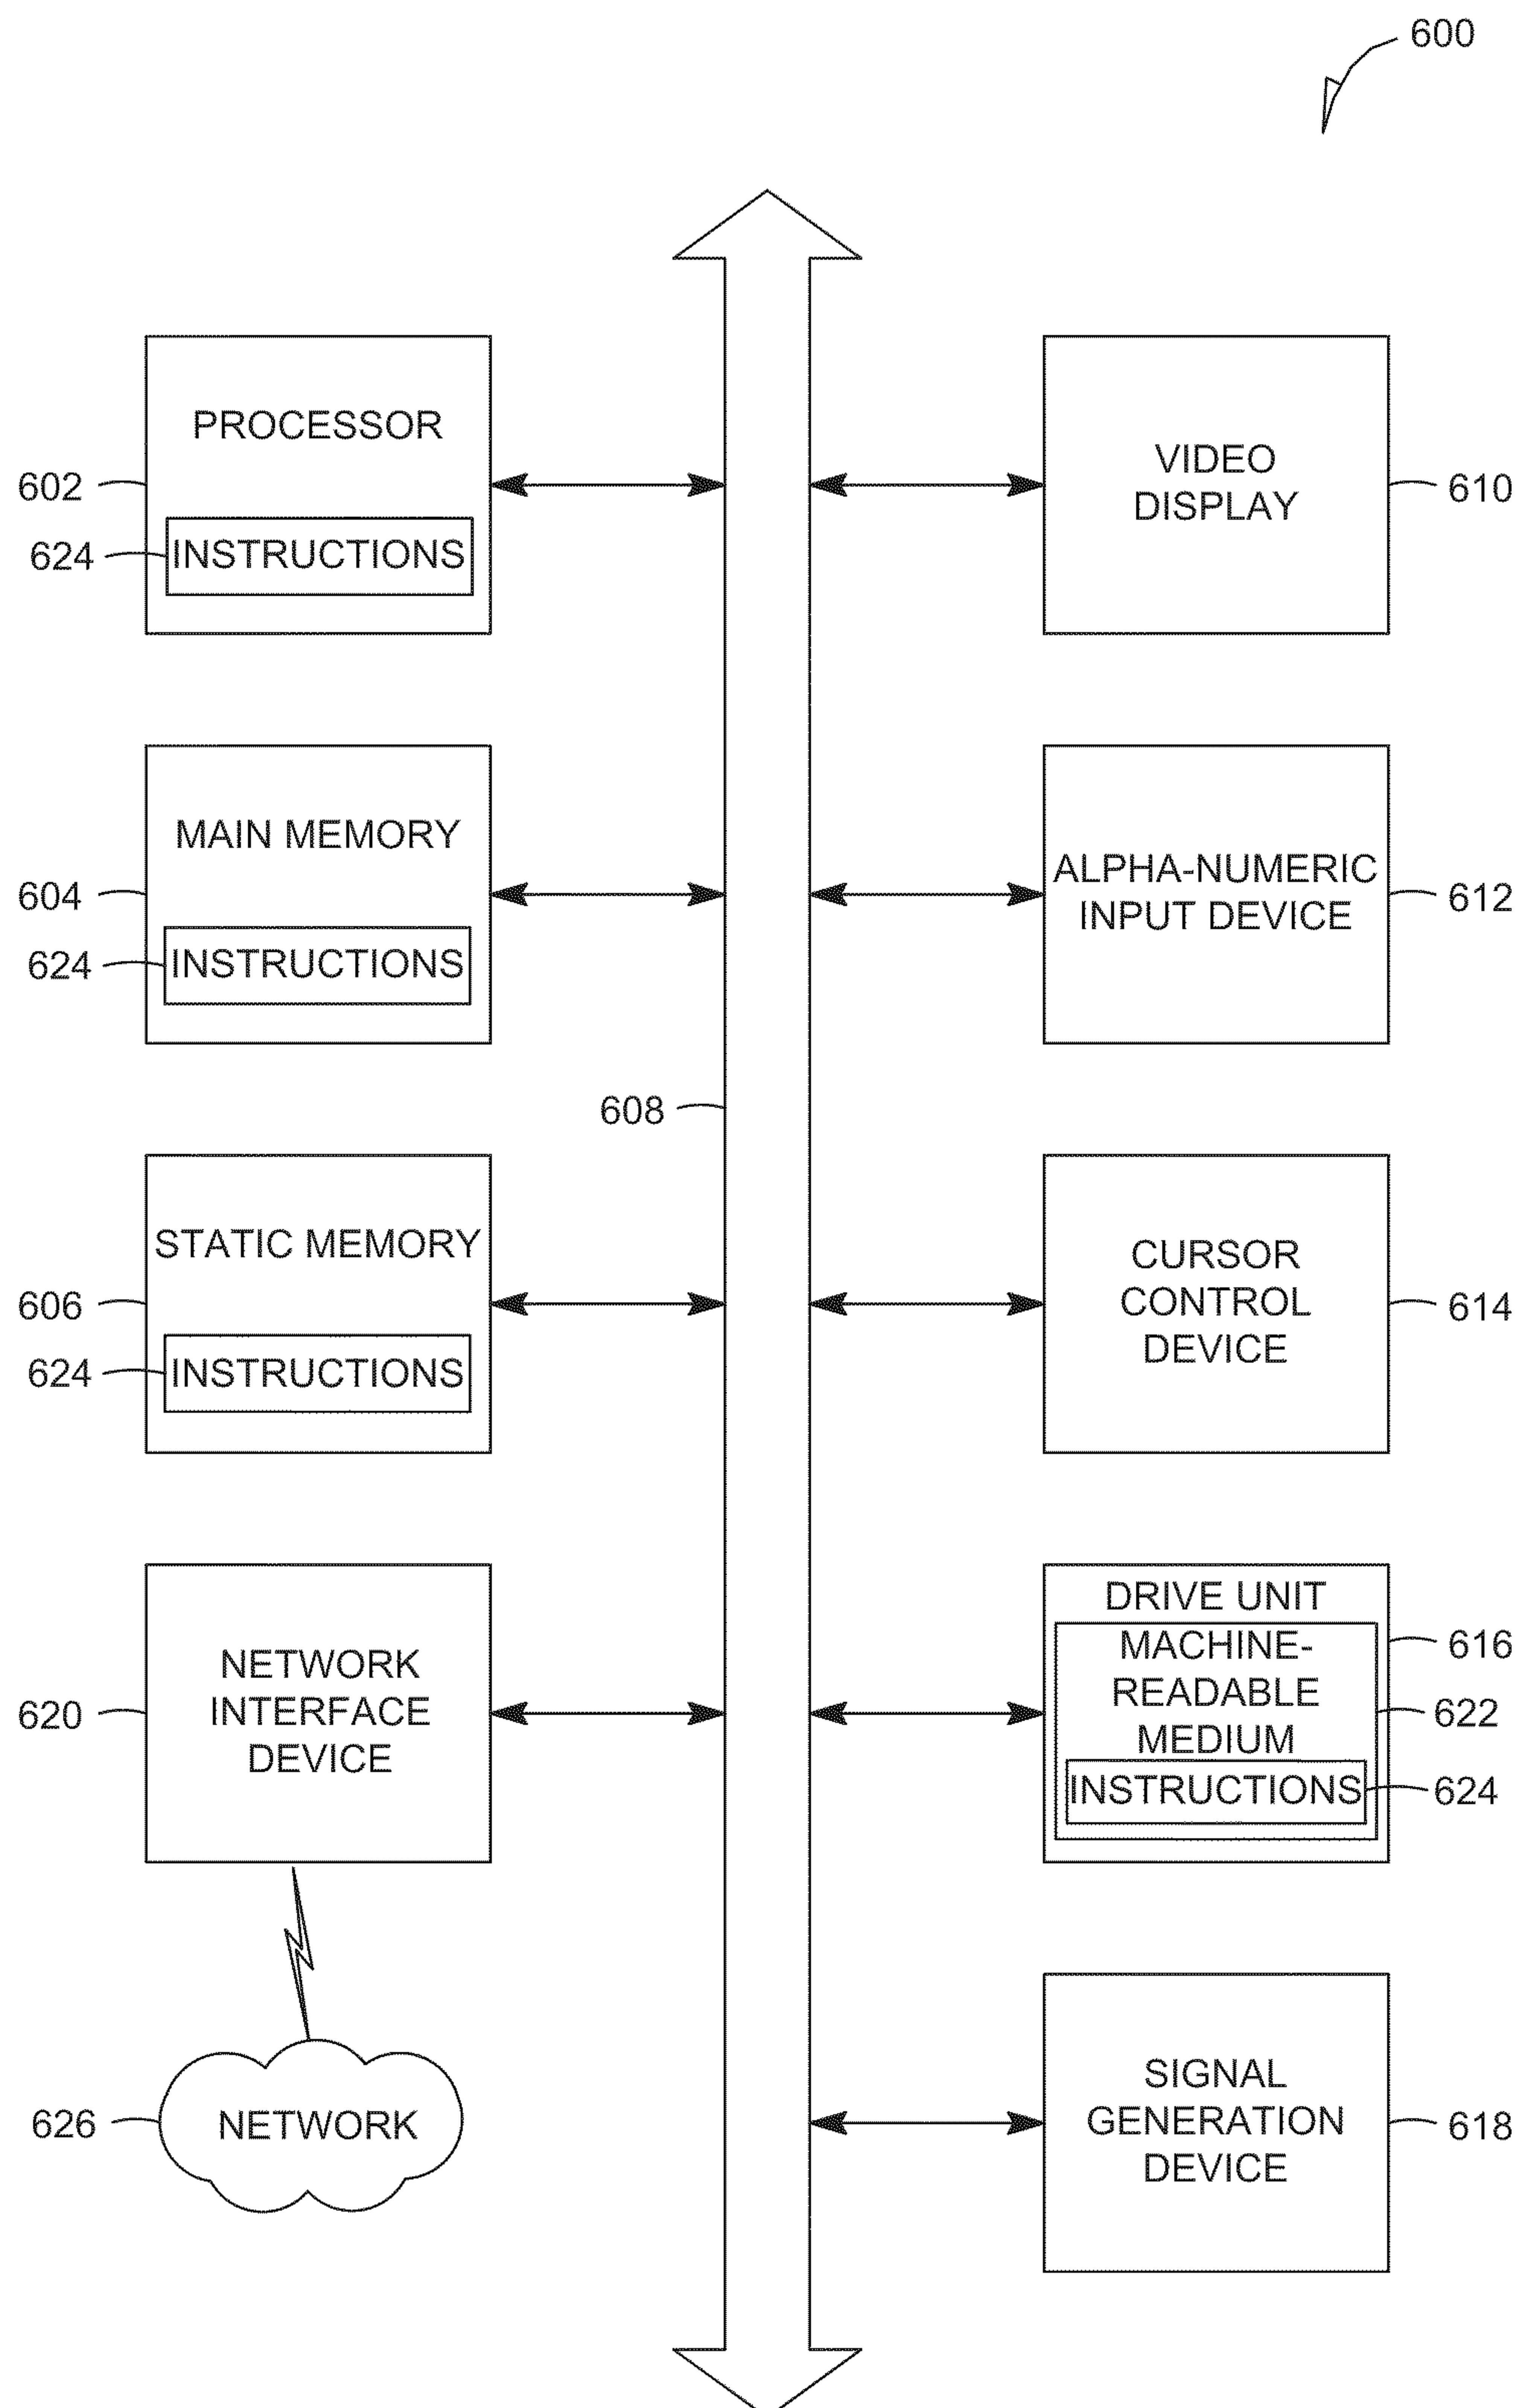 600
PROCESSOR
602
624
INSTRUCTIONS
VIDEO
DISPLAY
610
MAIN MEMORY
604
624
INSTRUCTIONS
ALPHA-NUMERIC
INPUT DEVICE
612
608
STATIC MEMORY
606
624
INSTRUCTIONS
CURSOR
CONTROL
DEVICE
614
NETWORK
INTERFACE
DEVICE
620
DRIVE UNIT
616
MACHINE-
READABLE
MEDIUM
622
INSTRUCTIONS
624
626
NETWORK
SIGNAL
GENERATION
DEVICE
618